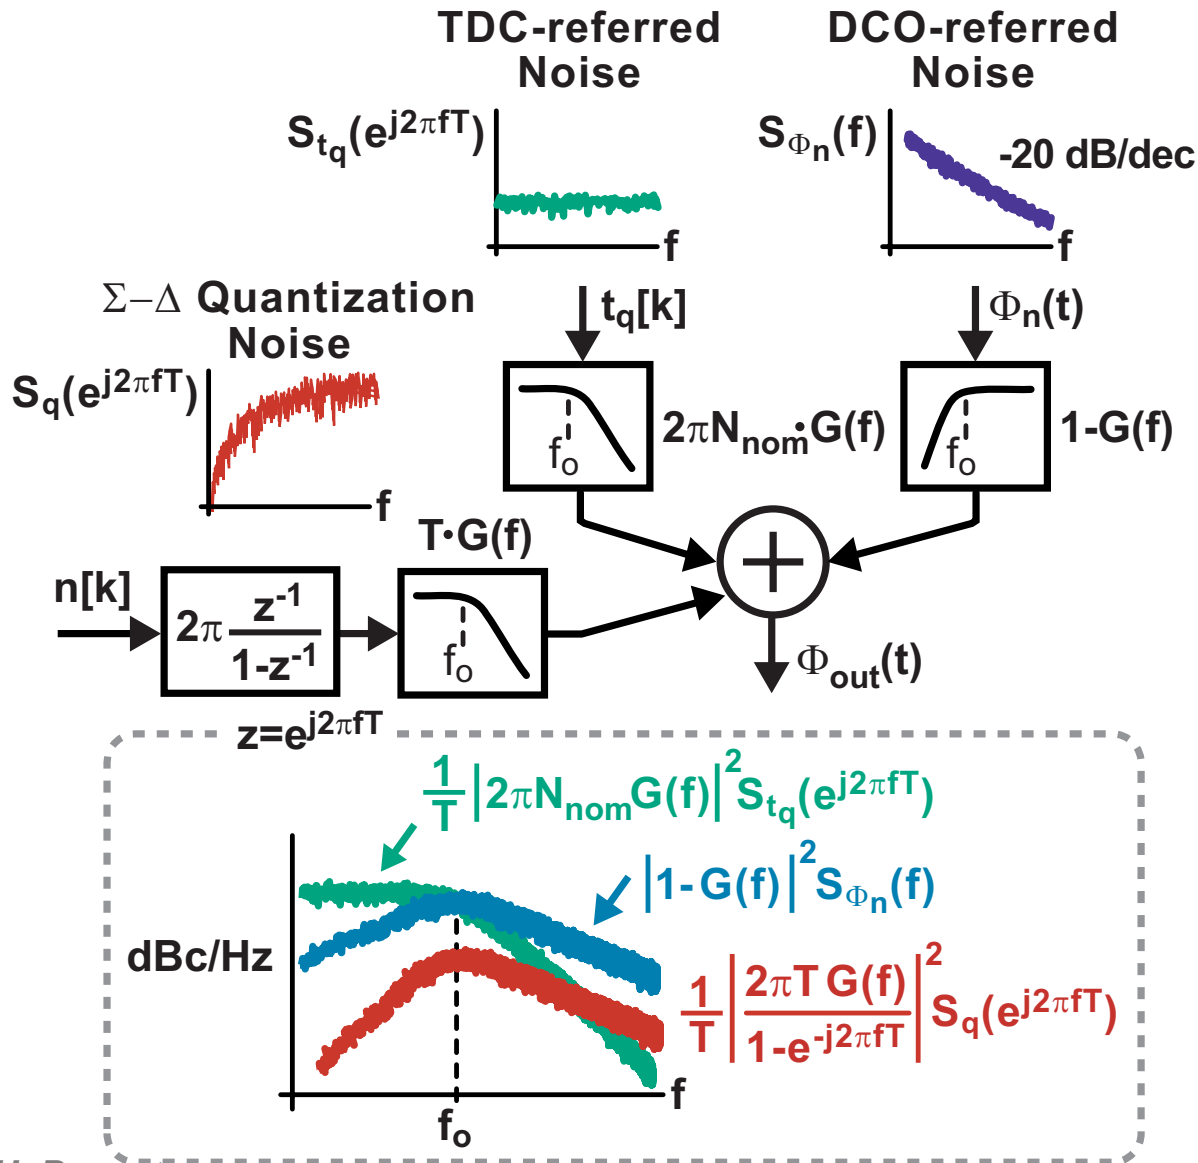 TDC-referred
Noise
DCO-referred
Noise
S_tq(e^j2πfT)
f
S_Φn(f)
-20 dB/dec
f
Σ−Δ Quantization
Noise
S_q(e^j2πfT)
f
t_q[k]
Φ_n(t)
f_o
2πN_nom·G(f)
f_o
1-G(f)
T·G(f)
n[k]
2π z^-1
1-z^-1
f_o
+
Φ_out(t)
z=e^j2πfT
1/T |2πN_nomG(f)|^2 S_tq(e^j2πfT)
|1-G(f)|^2 S_Φn(f)
dBc/Hz
1/T |2πT G(f) / 1-e^-j2πfT|^2 S_q(e^j2πfT)
f
f_o